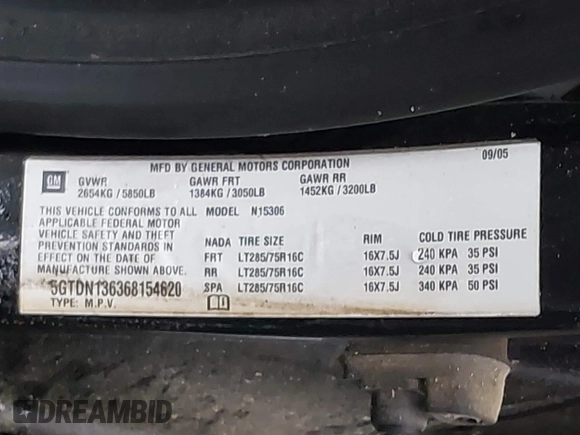 MFD BY GENERAL MOTORS CORPORATION 09/05
GM GVWR GAWR FRT GAWR RR
2654KG / 5850LB 1384KG / 3050LB 1452KG / 3200LB
THIS VEHICLE CONFORMS TO ALL MODEL N15306
APPLICABLE FEDERAL MOTOR
VEHICLE SAFETY AND THEFT
PREVENTION STANDARDS IN
EFFECT ON THE DATE OF
MANUFACTURE SHOWN ABOVE.
5GTDN136368154620
TYPE: M.P.V.
NADA TIRE SIZE RIM COLD TIRE PRESSURE
FRT LT285/75R16C 16X7.5J 240 KPA 35 PSI
RR LT285/75R16C 16X7.5J 240 KPA 35 PSI
SPA LT285/75R16C 16X7.5J 340 KPA 50 PSI
DREAMBID